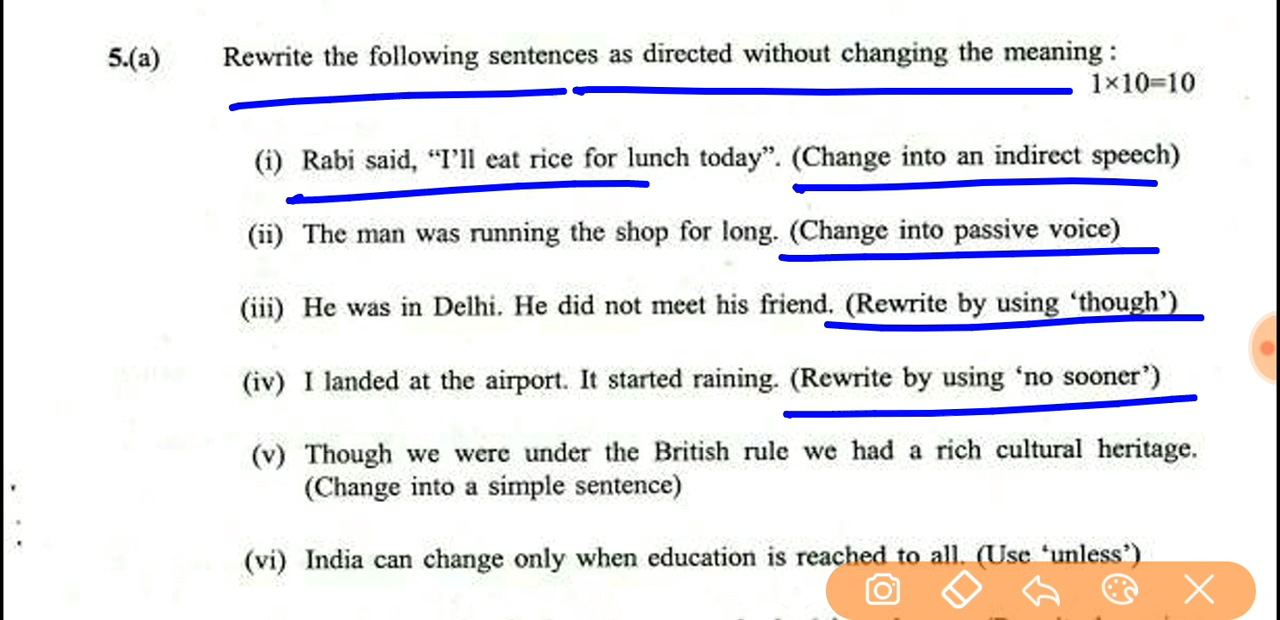 5.(a) Rewrite the following sentences as directed without changing the meaning :
1×10=10
(i) Rabi said, “I’ll eat rice for lunch today”. (Change into an indirect speech)
(ii) The man was running the shop for long. (Change into passive voice)
(iii) He was in Delhi. He did not meet his friend. (Rewrite by using ‘though’)
(iv) I landed at the airport. It started raining. (Rewrite by using ‘no sooner’)
(v) Though we were under the British rule we had a rich cultural heritage.
(Change into a simple sentence)
(vi) India can change only when education is reached to all. (Use ‘unless’)